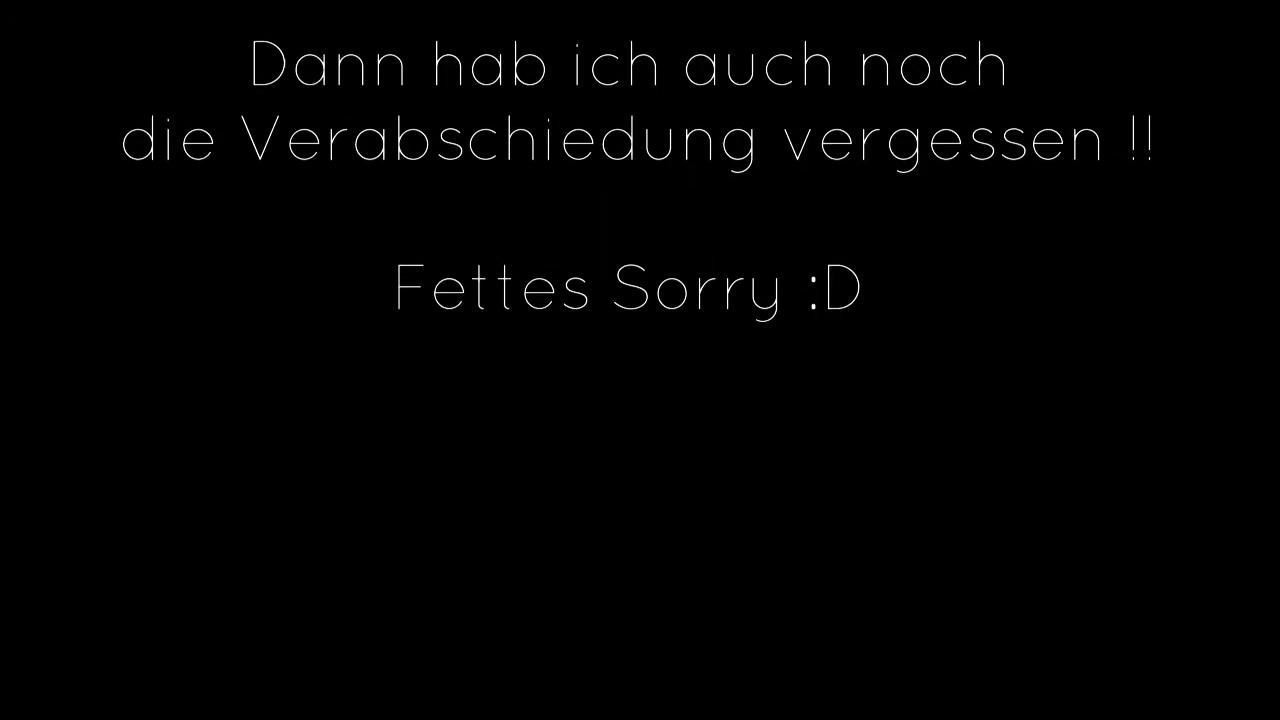 Dann hab ich auch noch
die Verabschiedung vergessen !!
Fettes Sorry :D